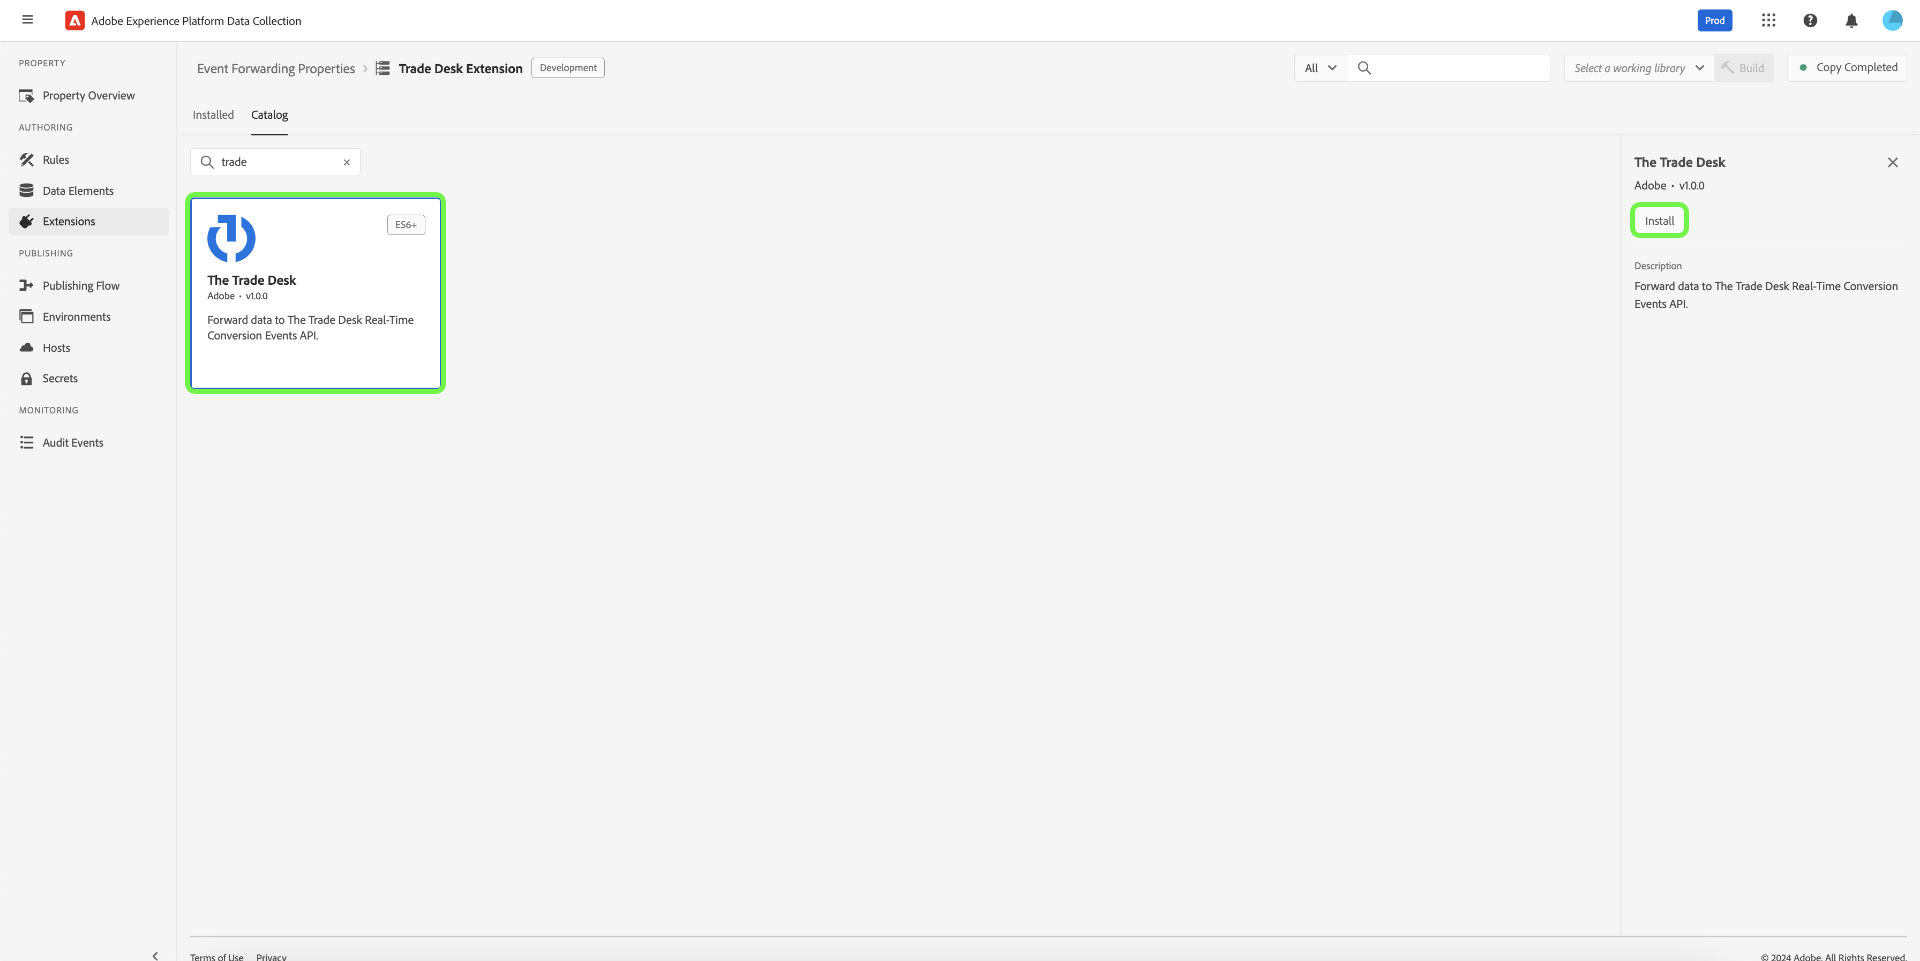 Adobe Experience Platform Data Collection
Prod
PROPERTY
Property Overview
AUTHORING
Rules
Data Elements
Extensions
PUBLISHING
Publishing Flow
Environments
Hosts
Secrets
MONITORING
Audit Events
Event Forwarding Properties
Trade Desk Extension
Development
All
Select a working library
Build
Copy Completed
Installed
Catalog
trade
ES6+
The Trade Desk
Adobe • v1.0.0
Forward data to The Trade Desk Real-Time
Conversion Events API.
The Trade Desk
Adobe • v1.0.0
Install
Description
Forward data to The Trade Desk Real-Time Conversion
Events API.
Terms of Use
Privacy
© 2024 Adobe. All Rights Reserved.